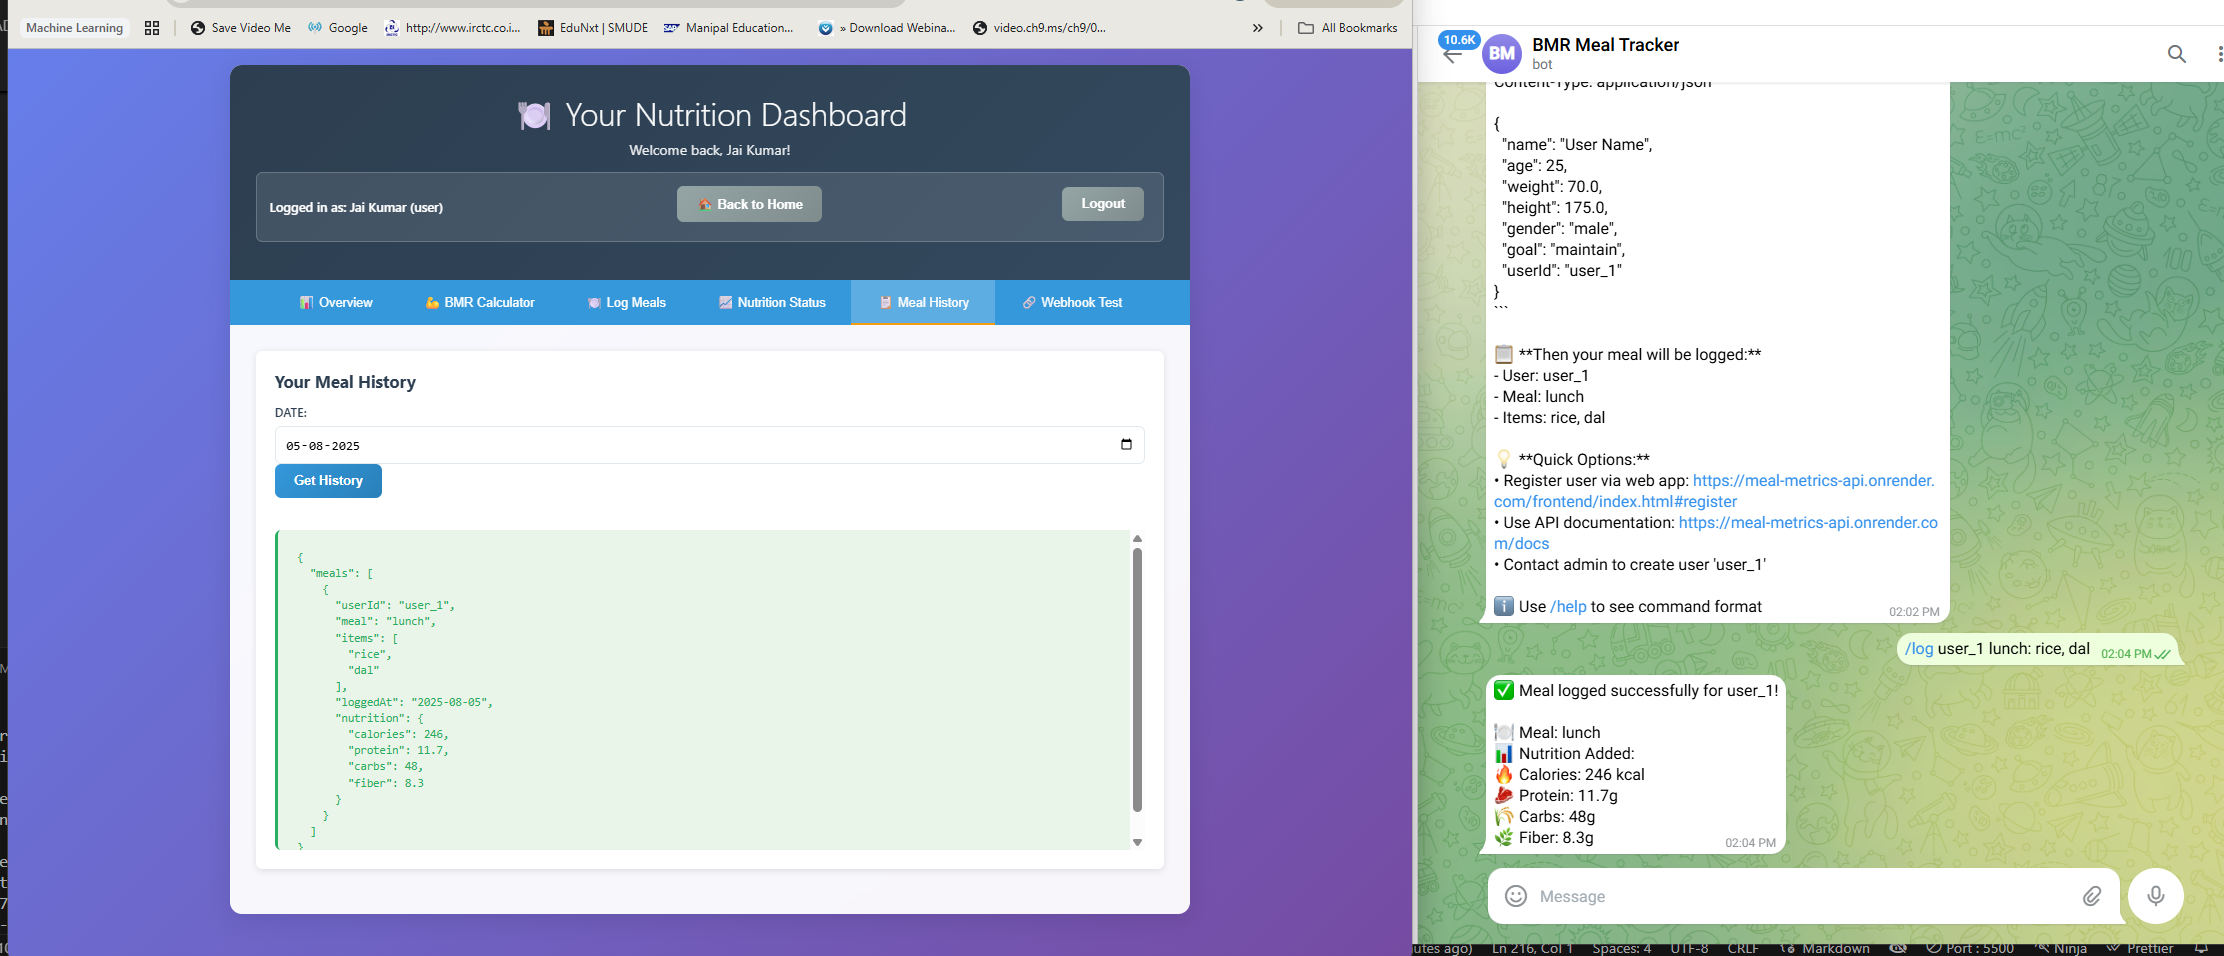 Machine Learning
Save Video Me
Google
http://www.irctc.co.i...
EduNxt | SMUDE
Manipal Education...
» Download Webina...
video.ch9.ms/ch9/0...
»
All Bookmarks
Your Nutrition Dashboard
Welcome back, Jai Kumar!
Logged in as: Jai Kumar (user)
Back to Home
Logout
Overview
BMR Calculator
Log Meals
Nutrition Status
Meal History
Webhook Test
Your Meal History
DATE:
05-08-2025
Get History
{
"meals": [
{
"userId": "user_1",
"meal": "lunch",
"items": [
"rice",
"dal"
],
"loggedAt": "2025-08-05",
"nutrition": {
"calories": 246,
"protein": 11.7,
"carbs": 48,
"fiber": 8.3
}
}
]
}
10.6K
BM
BMR Meal Tracker
bot
Content-Type: application/json
{
"name": "User Name",
"age": 25,
"weight": 70.0,
"height": 175.0,
"gender": "male",
"goal": "maintain",
"userId": "user_1"
}
```
📋 **Then your meal will be logged:**
- User: user_1
- Meal: lunch
- Items: rice, dal
💡 **Quick Options:**
• Register user via web app: https://meal-metrics-api.onrender.
com/frontend/index.html#register
• Use API documentation: https://meal-metrics-api.onrender.co
m/docs
• Contact admin to create user 'user_1'
ℹ️ Use /help to see command format
02:02 PM
/log user_1 lunch: rice, dal
02:04 PM
✅ Meal logged successfully for user_1!
🍽️ Meal: lunch
📊 Nutrition Added:
🔥 Calories: 246 kcal
🥩 Protein: 11.7g
🌾 Carbs: 48g
🌿 Fiber: 8.3g
02:04 PM
Message
utes ago) Ln 216, Col 1 Spaces: 4 UTF-8 CRLF Markdown Port : 5500 Ninja Prettier